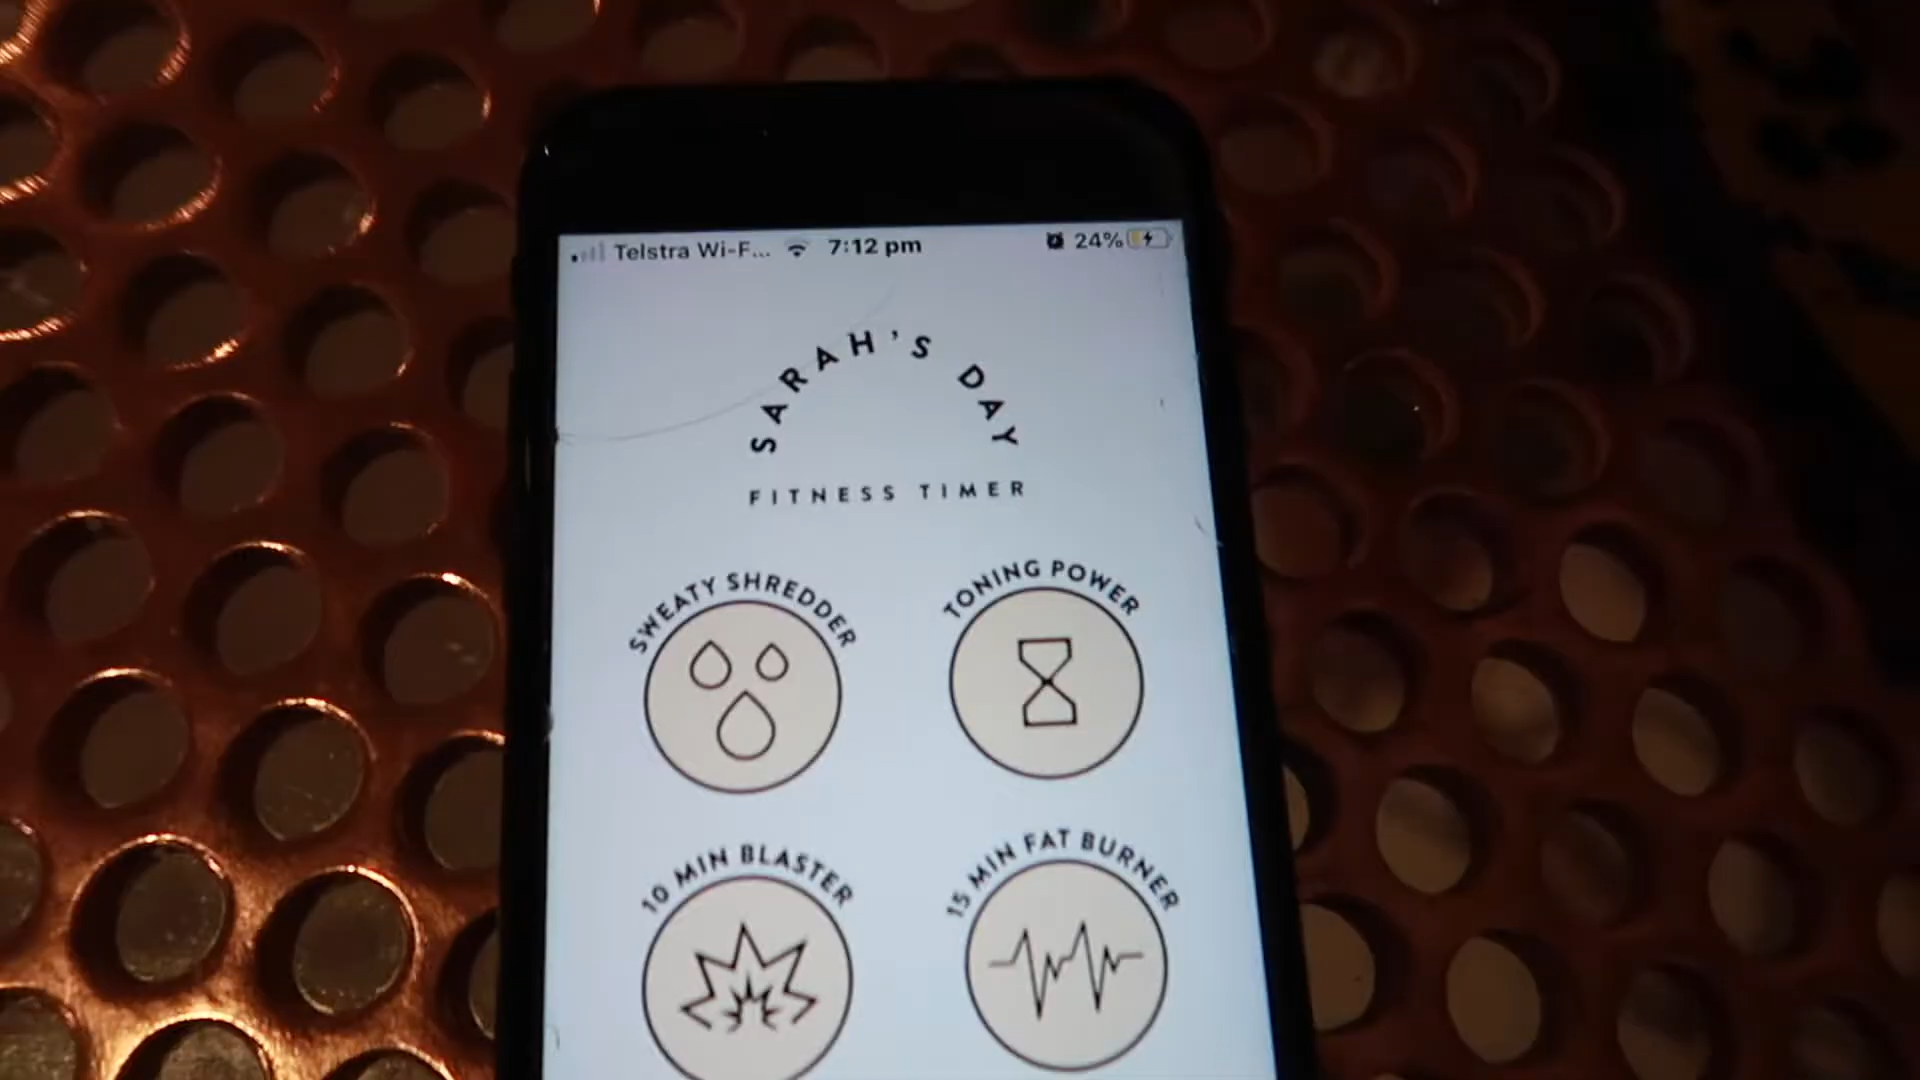 Telstra Wi-F... 7:12 pm 24%
SARAH'S DAY
FITNESS TIMER
SWEATY SHREDDER
TONING POWER
10 MIN BLASTER
15 MIN FAT BURNER